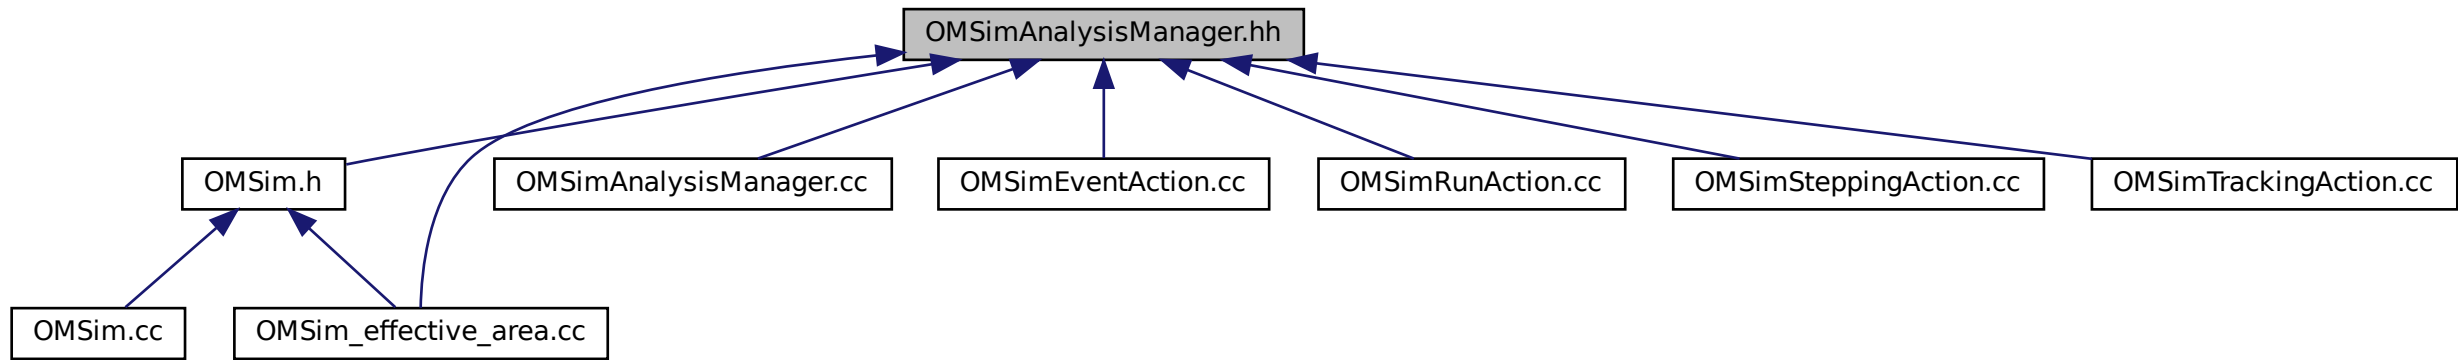 OMSimAnalysisManager.hh
OMSim.h
OMSimAnalysisManager.cc
OMSimEventAction.cc
OMSimRunAction.cc
OMSimSteppingAction.cc
OMSimTrackingAction.cc
OMSim.cc
OMSim_effective_area.cc